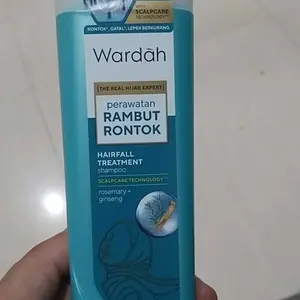 SCALPCARE
TECHNOLOGY
RONTOK*, GATAL*, LEPEK BERKURANG
Wardah
[THE REAL HIJAB EXPERT]
perawatan
RAMBUT
RONTOK
HAIRFALL
TREATMENT
shampoo
SCALPCARE TECHNOLOGY
rosemary +
ginseng